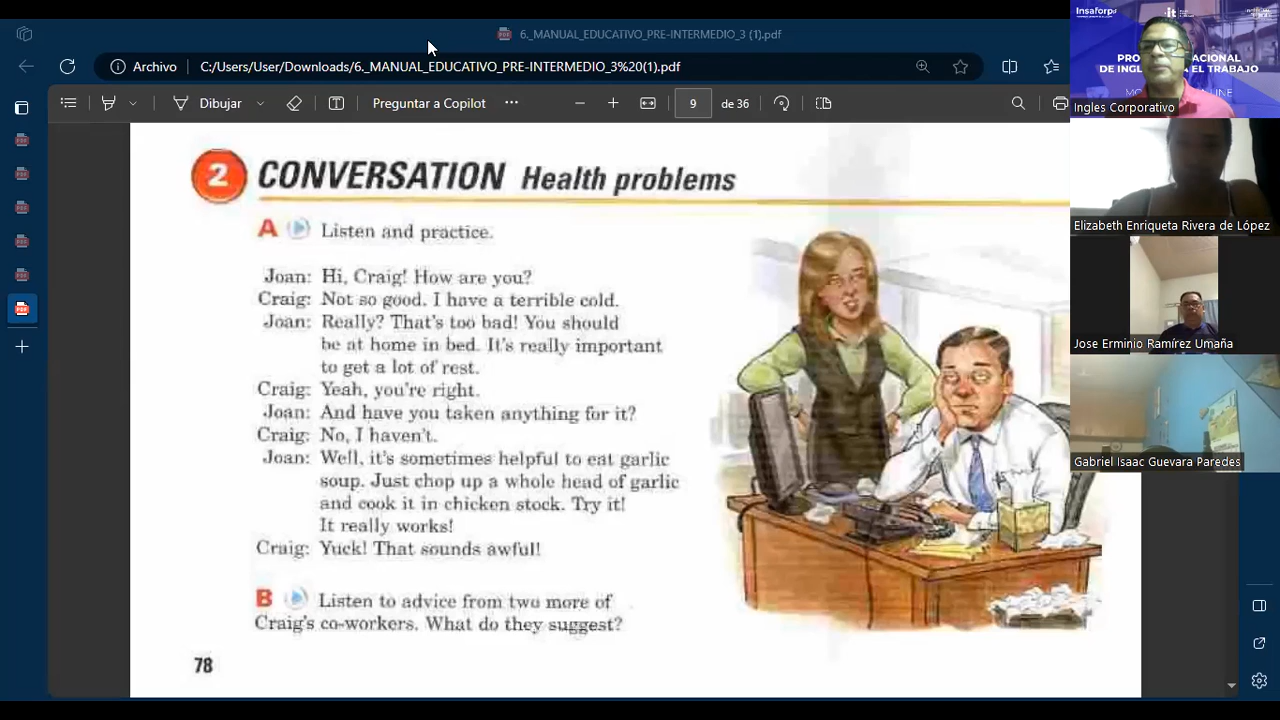 6._MANUAL_EDUCATIVO_PRE-INTERMEDIO_3 (1).pdf
Archivo
C:/Users/User/Downloads/6._MANUAL_EDUCATIVO_PRE-INTERMEDIO_3%20(1).pdf
Dibujar
Preguntar a Copilot
9
de 36
2 CONVERSATION Health problems
A Listen and practice.
Joan: Hi, Craig! How are you?
Craig: Not so good. I have a terrible cold.
Joan: Really? That's too bad! You should
be at home in bed. It's really important
to get a lot of rest.
Craig: Yeah, you're right.
Joan: And have you taken anything for it?
Craig: No, I haven't.
Joan: Well, it's sometimes helpful to eat garlic
soup. Just chop up a whole head of garlic
and cook it in chicken stock. Try it!
It really works!
Craig: Yuck! That sounds awful!
B Listen to advice from two more of
Craig's co-workers. What do they suggest?
78
Insaforp
it
Ingles Corporativo
Elizabeth Enriqueta Rivera de López
Jose Erminio Ramírez Umaña
Gabriel Isaac Guevara Paredes